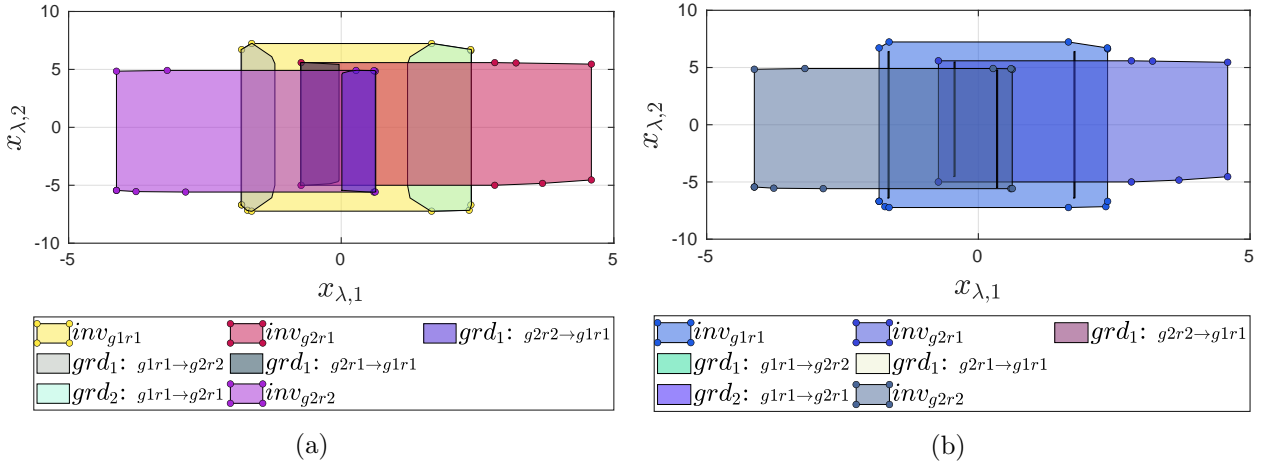 10
5
0
-5
-10
-5
0
5
x_{λ,2}
x_{λ,1}
inv_{g1r1} inv_{g2r1} grd_1: g2r2→g1r1
grd_1: g1r1→g2r2 grd_1: g2r1→g1r1
grd_2: g1r1→g2r1 inv_{g2r2}
(a)
10
5
0
-5
-10
-5
0
5
x_{λ,2}
x_{λ,1}
inv_{g1r1} inv_{g2r1} grd_1: g2r2→g1r1
grd_1: g1r1→g2r2 grd_1: g2r1→g1r1
grd_2: g1r1→g2r1 inv_{g2r2}
(b)